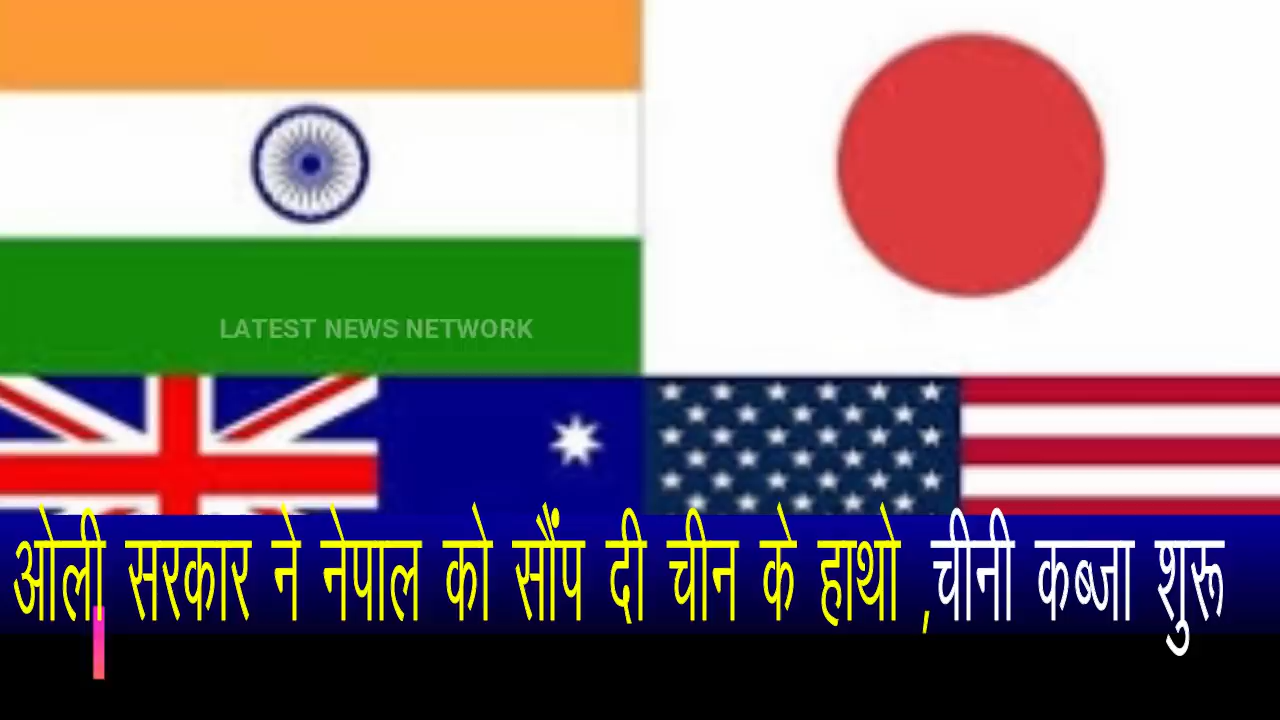 LATEST NEWS NETWORK
ओली सरकार ने नेपाल को सौंप दी चीन के हाथो ,चीनी कब्जा शुरू